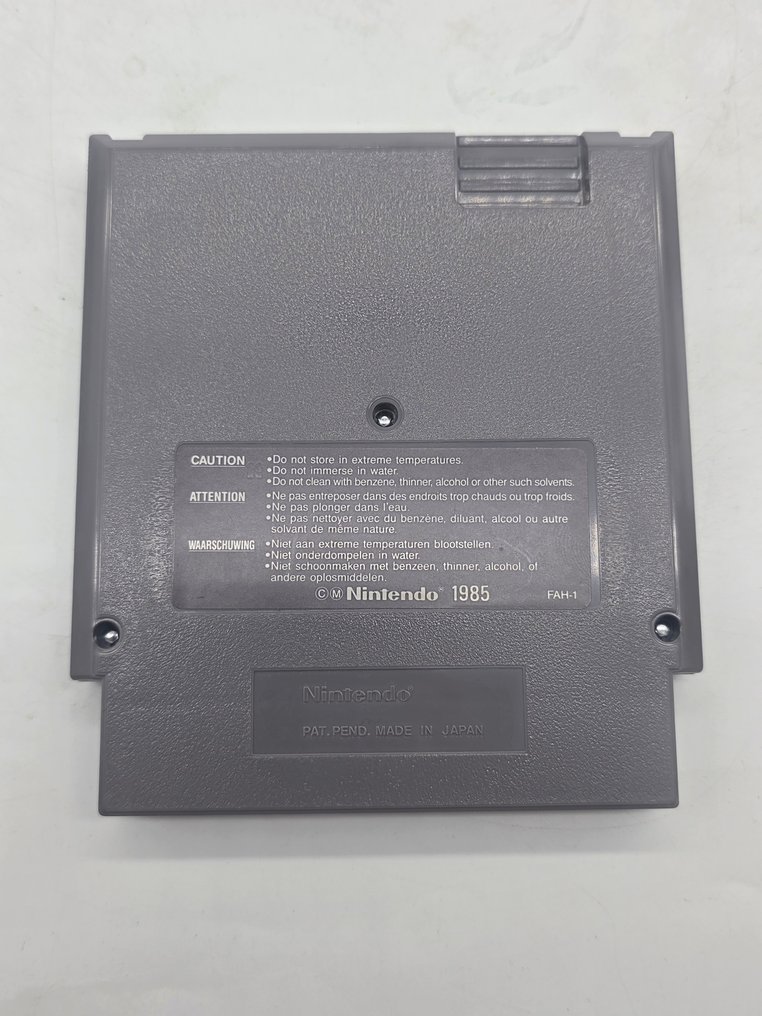 CAUTION •Do not store in extreme temperatures.
•Do not immerse in water.
•Do not clean with benzene, thinner, alcohol or other such solvents.
ATTENTION •Ne pas entreposer dans des endroits trop chauds ou trop froids.
•Ne pas plonger dans l'eau.
•Ne pas nettoyer avec du benzéne, diluant, alcool ou autre
solvant de même nature.
WAARSCHUWING •Niet aan extreme temperaturen blootstellen.
•Niet onderdompelen in water.
•Niet schoonmaken met benzeen, thinner, alcohol, of
andere oplosmiddelen.
©Ⓜ Nintendo® 1985 FAH-1
Nintendo®
PAT. PEND. MADE IN JAPAN